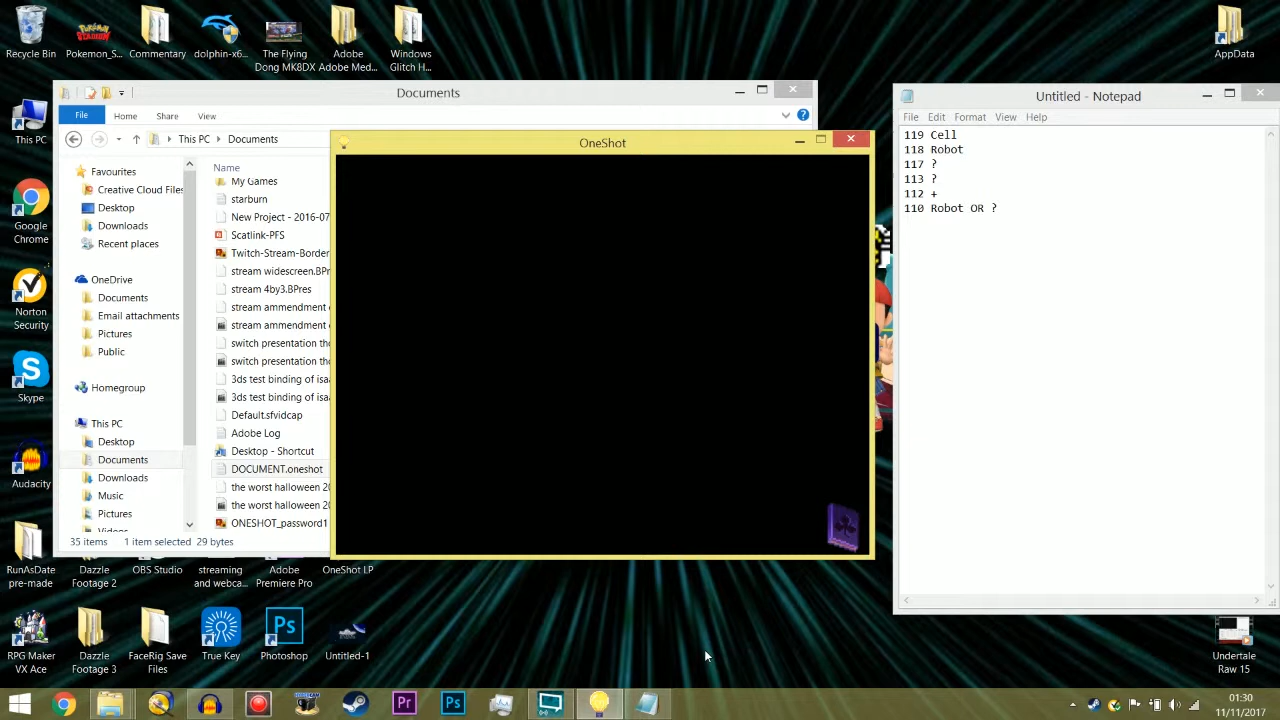 Recycle Bin
Pokemon_S...
Commentary
dolphin-x6...
The Flying
Dong MK8DX
Adobe
Adobe Med...
Windows
Glitch H...
AppData
Documents
File
Home
Share
View
This PC
Documents
Favourites
Creative Cloud Files
Desktop
Downloads
Recent places
OneDrive
Documents
Email attachments
Pictures
Public
Homegroup
This PC
Desktop
Documents
Downloads
Music
Pictures
Videos
Name
My Games
starburn
New Project - 2016-07
Scatlink-PFS
Twitch-Stream-Border
stream widescreen.BPre
stream 4by3.BPres
stream ammendment
stream ammendment
switch presentation
switch presentation
3ds test binding of isa
3ds test binding of isa
Default.sfvidcap
Adobe Log
Desktop - Shortcut
DOCUMENT.oneshot
the worst halloween 20
the worst halloween 20
ONESHOT_password1
35 items
1 item selected 29 bytes
OneShot
Untitled - Notepad
File Edit Format View Help
119 Cell
118 Robot
117 ?
113 ?
112 +
110 Robot OR ?
This PC
Google
Chrome
Norton
Security
Skype
Audacity
RunAsDate
pre-made
Dazzle
Footage 2
OBS Studio
streaming
and webca...
Adobe
Premiere Pro
OneShot LP
RPG Maker
VX Ace
Dazzle
Footage 3
FaceRig Save
Files
True Key
Ps
Photoshop
Untitled-1
Undertale
Raw 15
Pr
Ps
01:30
11/11/2017